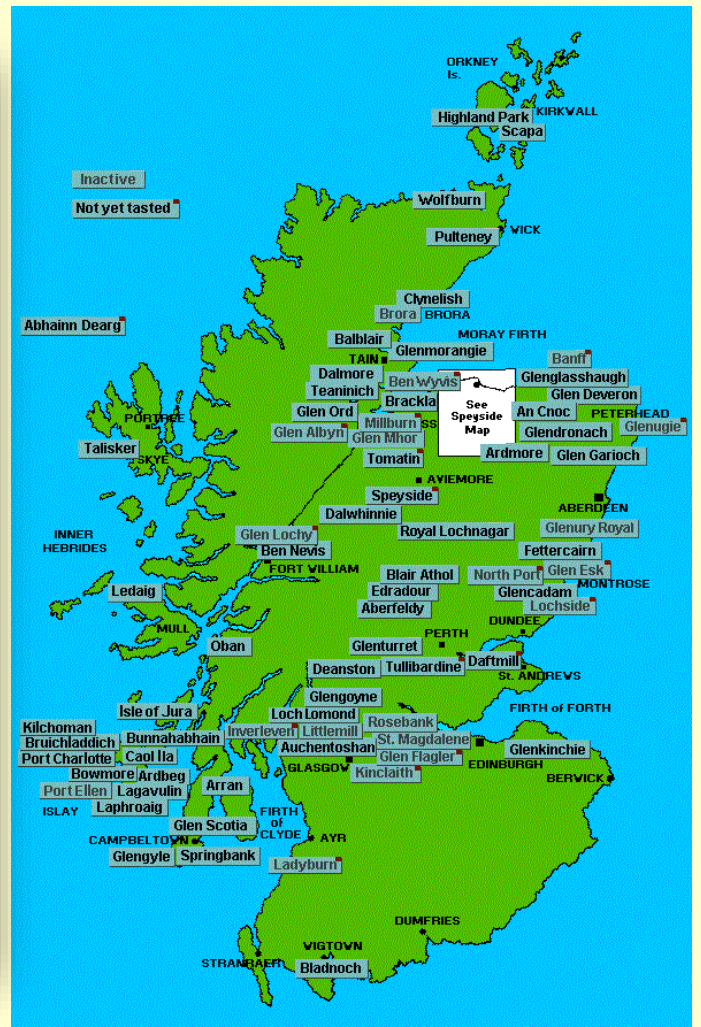 ORKNEY
Is.
Highland Park
KIRKWALL
Scapa
Inactive
Not yet tasted
Wolfburn
Pulteney
WICK
Clynelish
Brora
BRORA
Abhainn Dearg
MORAY FIRTH
Balblair
Glenmorangie
TAIN
Banff
Dalmore
Ben Wyvis
Glenglasshaugh
Teaninich
Glen Deveron
Brackla
See
Speyside
Map
Glen Ord
An Cnoc
PETERHEAD
PORTREE
Millburn
SS
Glenugie
Glen Albyn
Glen Mhor
Glendronach
Talisker
SKYE
Tomatin
Ardmore
Glen Garioch
AVIEMORE
Speyside
ABERDEEN
Dalwhinnie
Glen Lochy
Royal Lochnagar
Glenury Royal
INNER
HEBRIDES
Ben Nevis
Fettercairn
FORT WILLIAM
Blair Athol
North Port
Glen Esk
MONTROSE
Ledaig
Edradour
Glencadam
Aberfeldy
Lochside
MULL
DUNDEE
PERTH
Oban
Glenturret
Deanston
Tullibardine
Daftmill
St. ANDREWS
Glengoyne
Isle of Jura
Loch Lomond
FIRTH of FORTH
Kilchoman
Rosebank
Bruichladdich
Bunnahabhain
Inverleven
Littlemill
St. Magdalene
Port Charlotte
Caol Ila
Auchentoshan
Glen Flagler
EDINBURGH
Glenkinchie
Bowmore
Ardbeg
GLASGOW
Kinclaith
BERWICK
Port Ellen
Lagavulin
Arran
Laphroaig
ISLAY
FIRTH
of
CLYDE
Glen Scotia
CAMPBELTOWN
AYR
Glengyle
Springbank
Ladyburn
DUMFRIES
WIGTOWN
STRANRAER
Bladnoch